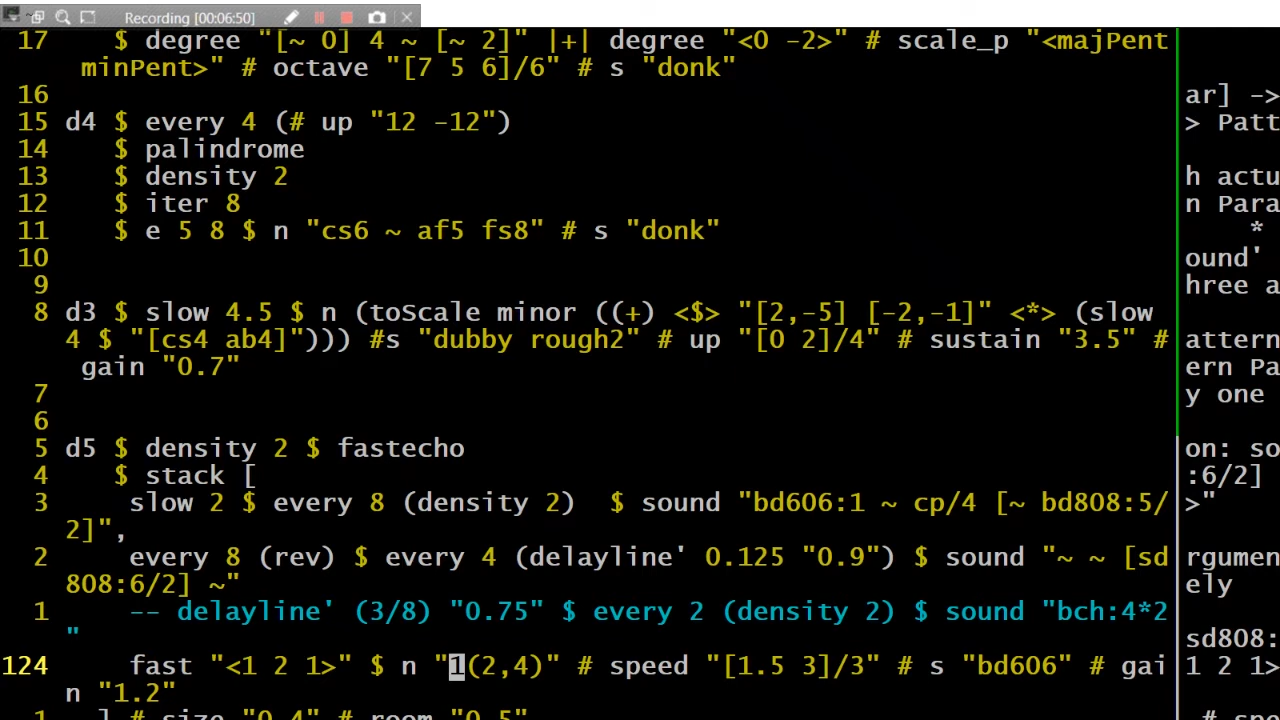 Recording [00:06:50]
17 $ degree "[~ 0] 4 ~ [~ 2]" |+| degree "<0 -2>" # scale_p "<majPent
minPent>" # octave "[7 5 6]/6" # s "donk"
16
15 d4 $ every 4 (# up "12 -12")
14 $ palindrome
13 $ density 2
12 $ iter 8
11 $ e 5 8 $ n "cs6 ~ af5 fs8" # s "donk"
10
9
8 d3 $ slow 4.5 $ n (toScale minor ((+) <$> "[2,-5] [-2,-1]" <*> (slow
4 $ "[cs4 ab4]"))) #s "dubby rough2" # up "[0 2]/4" # sustain "3.5" #
gain "0.7"
7
6
5 d5 $ density 2 $ fastecho
4 $ stack [
3 slow 2 $ every 8 (density 2)  $ sound "bd606:1 ~ cp/4 [~ bd808:5/
2]",
2 every 8 (rev) $ every 4 (delayline' 0.125 "0.9") $ sound "~ ~ [sd
808:6/2] ~"
1 -- delayline' (3/8) "0.75" $ every 2 (density 2) $ sound "bch:4*2
"
124 fast "<1 2 1>" $ n "1(2,4)" # speed "[1.5 3]/3" # s "bd606" # gai
n "1.2"
1 ] # size "0.4" # room "0.5"
ar] ->
> Patt
h actu
n Para
*
ound'
hree a
attern
ern Pa
y one
on: so
:6/2]
>"
rgumen
ely
sd808:
1 2 1>
# spe